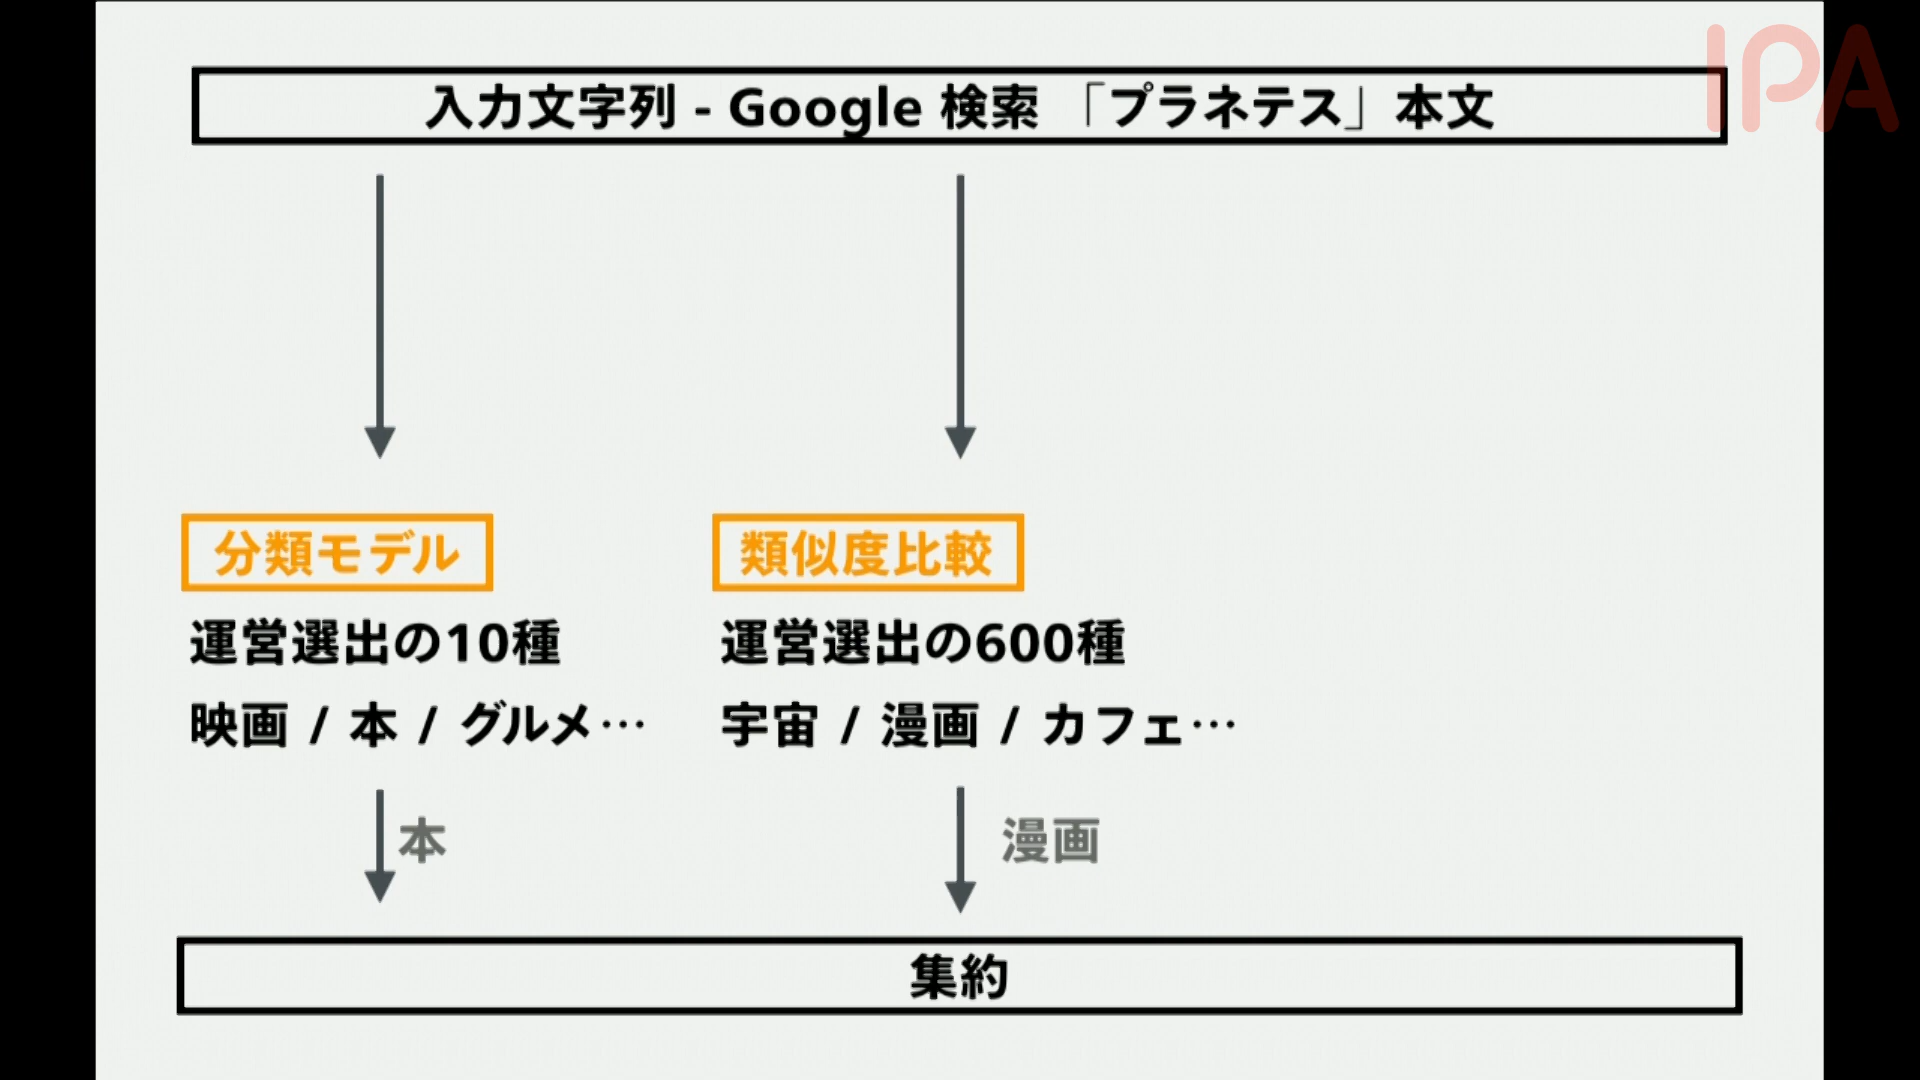 IPA
入力文字列 - Google 検索 「プラネテス」本文
分類モデル
運営選出の10種
映画 / 本 / グルメ…
本
類似度比較
運営選出の600種
宇宙 / 漫画 / カフェ…
漫画
集約